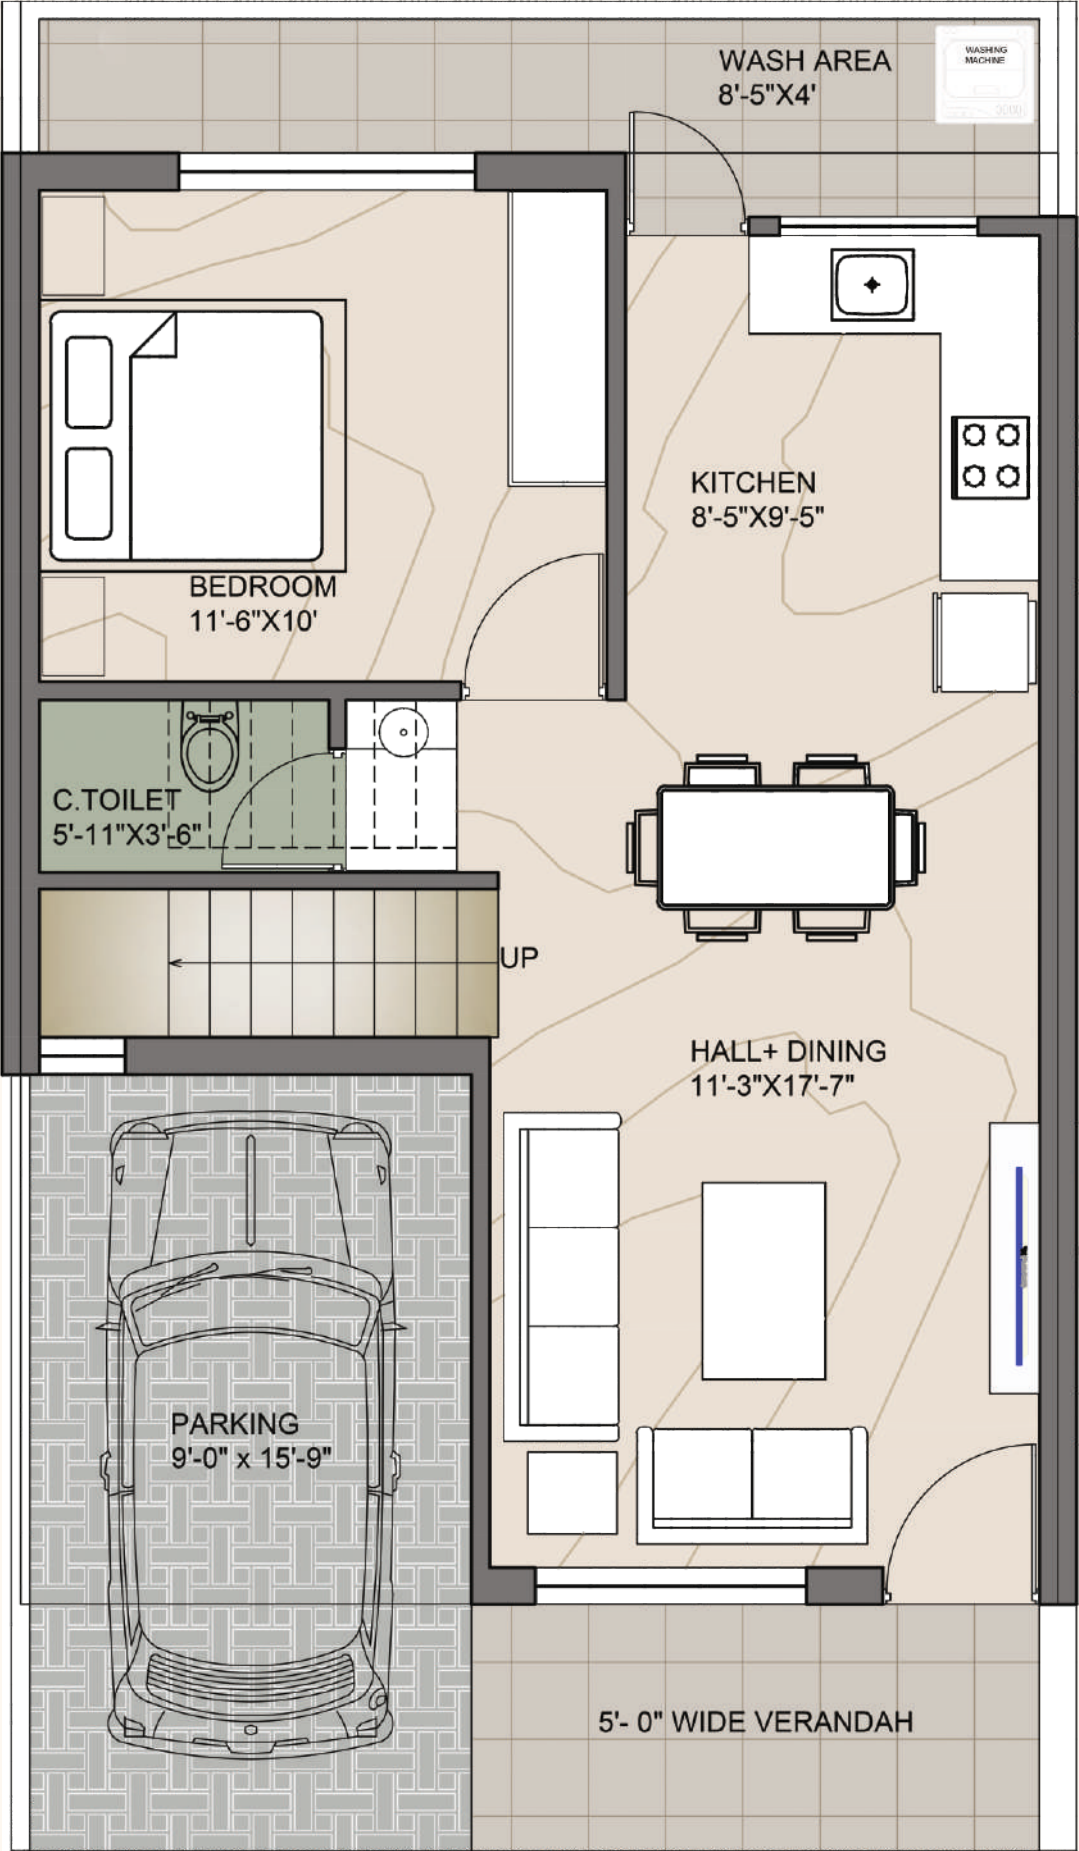 WASH AREA
8'-5"X4'
WASHING
MACHINE
KITCHEN
8'-5"X9'-5"
BEDROOM
11'-6"X10'
C.TOILET
5'-11"X3'-6"
UP
HALL+ DINING
11'-3"X17'-7"
PARKING
9'-0" x 15'-9"
5'- 0" WIDE VERANDAH